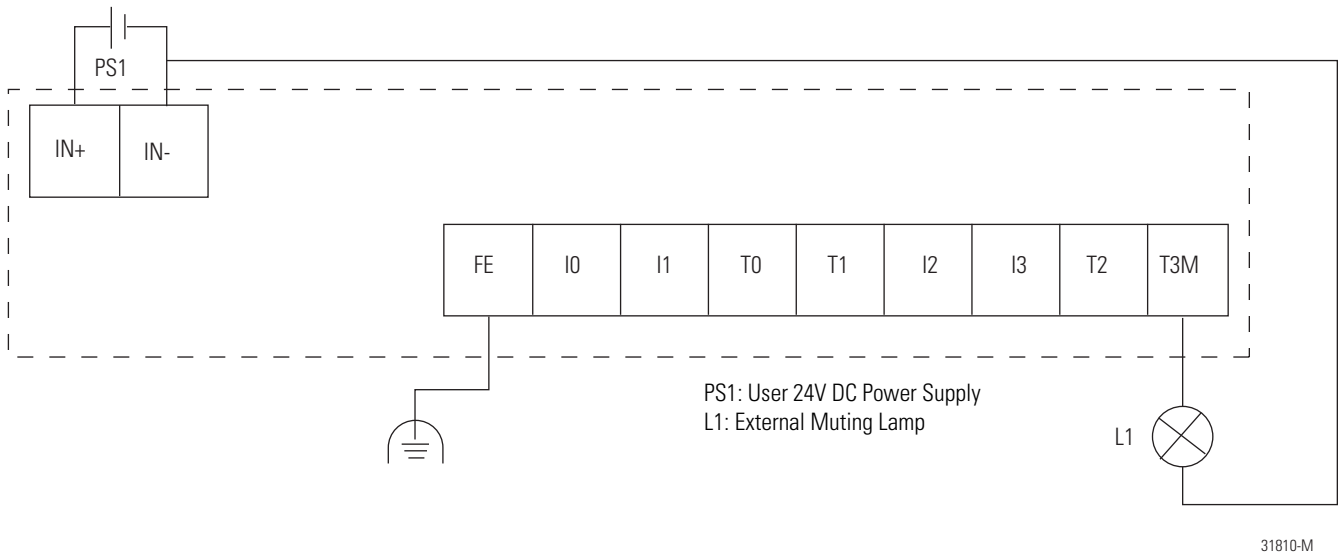 PS1
IN+ IN-
FE I0 I1 T0 T1 I2 I3 T2 T3M
PS1: User 24V DC Power Supply
L1: External Muting Lamp
L1
31810-M